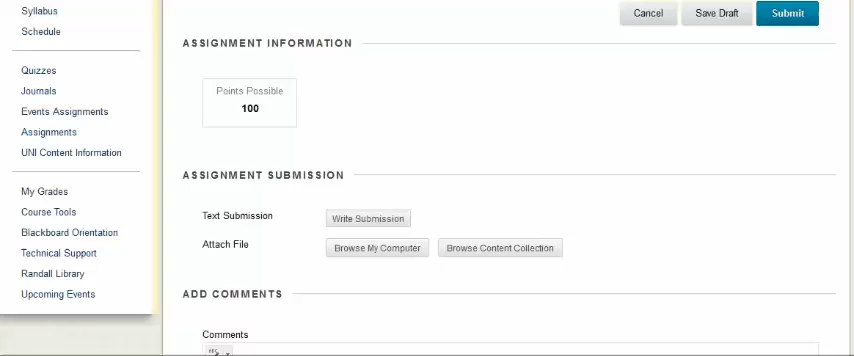 Syllabus
Schedule
Quizzes
Journals
Events Assignments
Assignments
UNI Content Information
My Grades
Course Tools
Blackboard Orientation
Technical Support
Randall Library
Upcoming Events
Cancel
Save Draft
Submit
ASSIGNMENT INFORMATION
Points Possible
100
ASSIGNMENT SUBMISSION
Text Submission
Write Submission
Attach File
Browse My Computer
Browse Content Collection
ADD COMMENTS
Comments